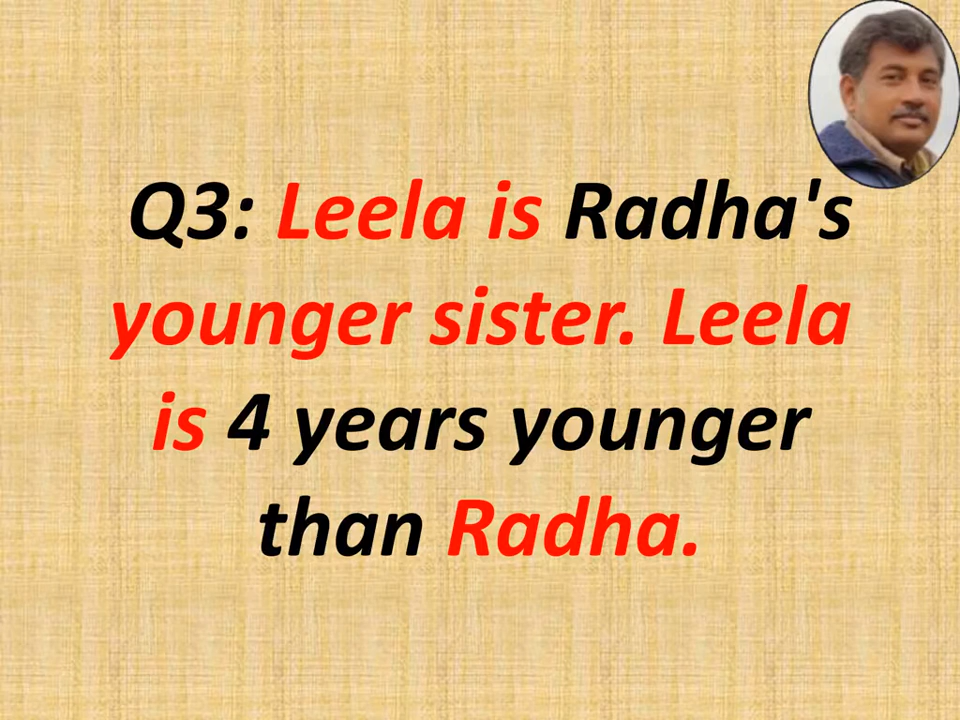 Q3: Leela is Radha's
younger sister. Leela
is 4 years younger
than Radha.